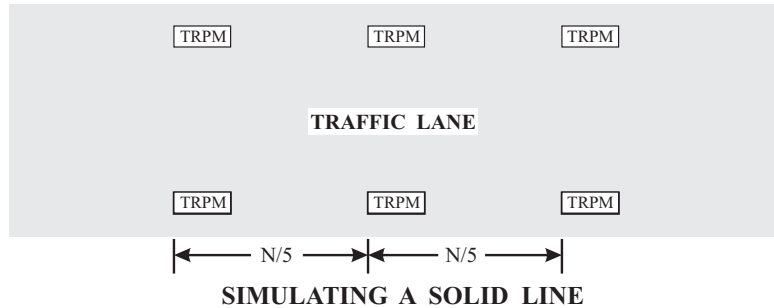 TRPM TRPM TRPM
TRAFFIC LANE
TRPM TRPM TRPM
N/5 N/5
SIMULATING A SOLID LINE